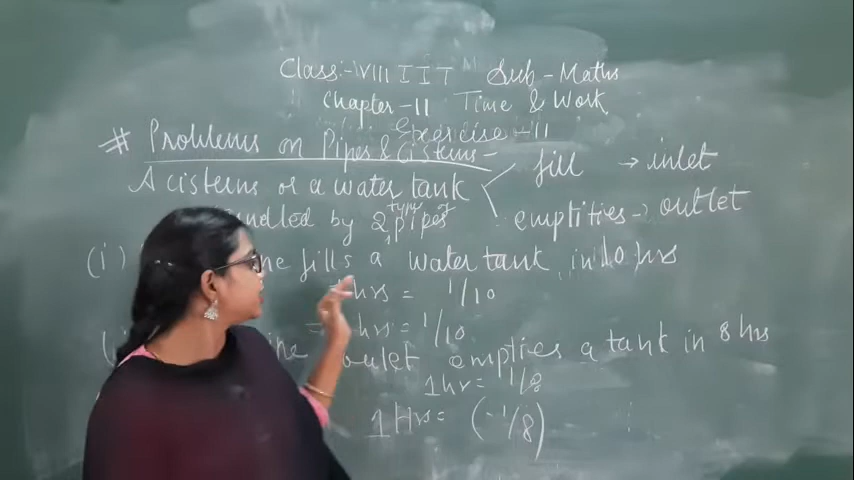 Class:- VIII IIT Sub - Maths
Chapter - 11 Time & Work
Exercise - 11
# Problems on Pipes & Cisterns -
A cisterns or a water tank fill → inlet
handled by 2 types of pipes emptities → outlet
(i) fills a water tank in 10 hrs
hrs = 1/10
hrs = 1/10
outlet empties a tank in 8 hrs
1hr = 1/8
1Hrs = (-1/8)